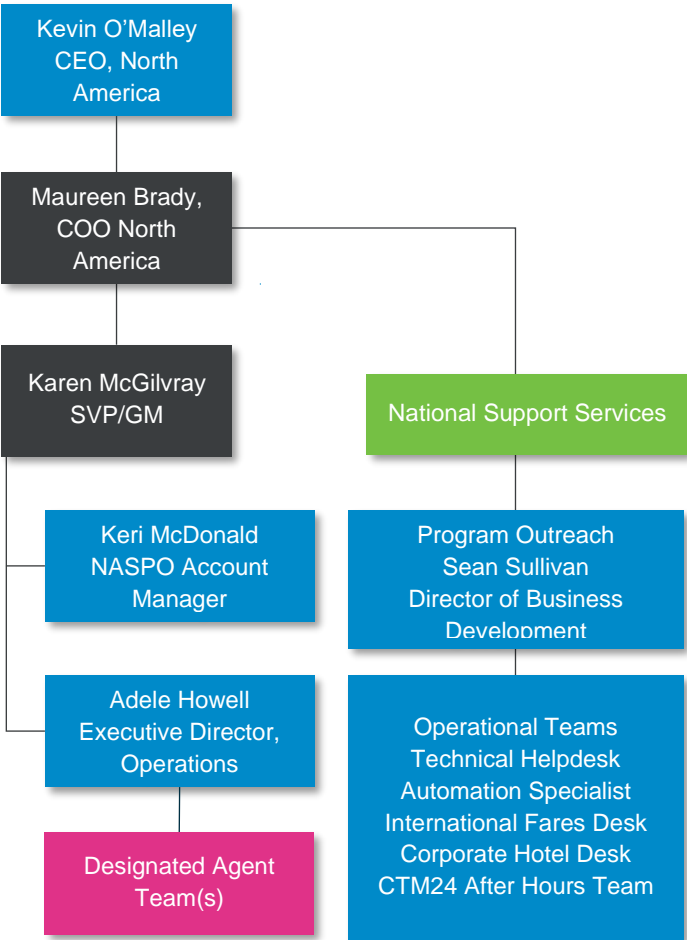 Kevin O’Malley
CEO, North
America
Maureen Brady,
COO North
America
Karen McGilvray
SVP/GM
National Support Services
Keri McDonald
NASPO Account
Manager
Program Outreach
Sean Sullivan
Director of Business
Development
Adele Howell
Executive Director,
Operations
Operational Teams
Technical Helpdesk
Automation Specialist
International Fares Desk
Corporate Hotel Desk
CTM24 After Hours Team
Designated Agent
Team(s)